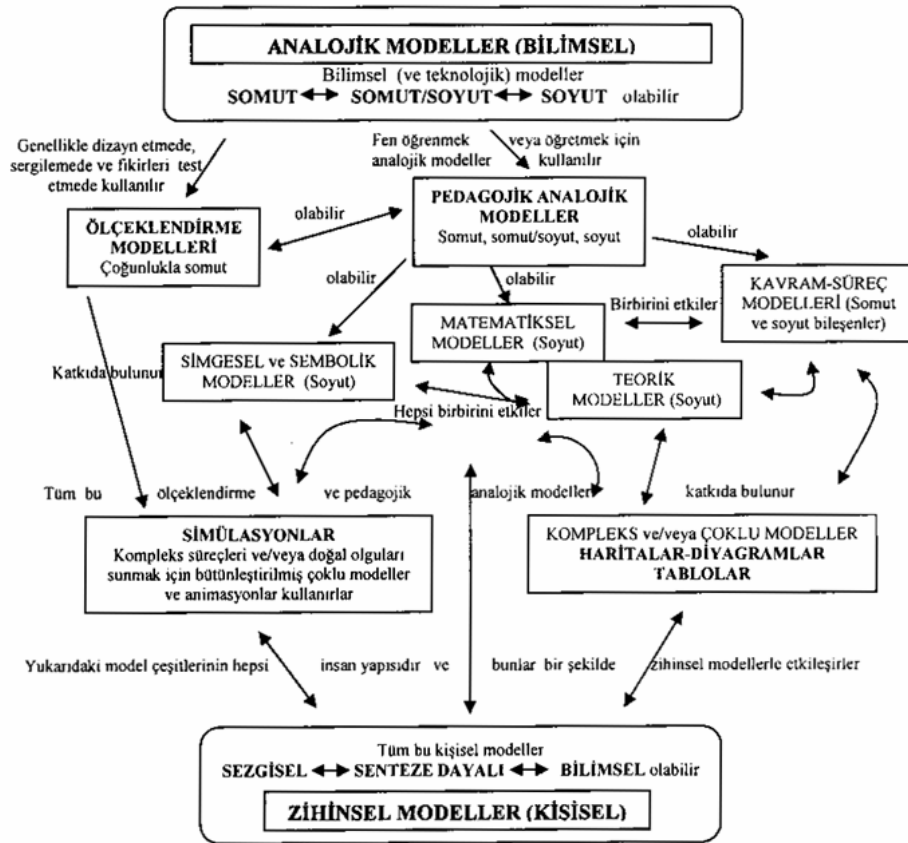 ANALOJİK MODELLER (BİLİMSEL)
Bilimsel (ve teknolojik) modeller
SOMUT SOMUT/SOYUT SOYUT olabilir
Genellikle dizayn etmede,
sergilemede ve fikirleri test
etmede kullanılır
Fen öğrenmek veya öğretmek için
analojik modeller kullanılır
ÖLÇEKLENDİRME
MODELLERİ
Çoğunlukla somut
olabilir
PEDAGOJİK ANALOJİK
MODELLER
Somut, somut/soyut, soyut
olabilir
olabilir
olabilir
KAVRAM-SÜREÇ
MODELLERİ (Somut
ve soyut bileşenler)
Birbirini etkiler
MATEMATİKSEL
MODELLER (Soyut)
SİMGESEL ve SEMBOLİK
MODELLER (Soyut)
TEORİK
MODELLER (Soyut)
Katkıda bulunur
Hepsi birbirini etkiler
Tüm bu ölçeklendirme ve pedagojik analojik modeller katkıda bulunur
SİMÜLASYONLAR
Kompleks süreçleri ve/veya doğal olguları
sunmak için bütünleştirilmiş çoklu modeller
ve animasyonlar kullanırlar
KOMPLEKS ve/veya ÇOKLU MODELLER
HARİTALAR-DİYAGRAMLAR
TABLOLAR
Yukarıdaki model çeşitlerinin hepsi insan yapısıdır ve bunlar bir şekilde zihinsel modellerle etkileşirler
Tüm bu kişisel modeller
SEZGİSEL SENTEZE DAYALI BİLİMSEL olabilir
ZİHİNSEL MODELLER (KİŞİSEL)